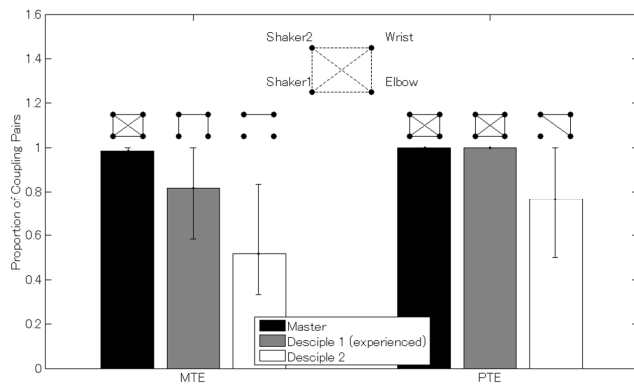 1.6
1.4
1.2
1
0.8
0.6
0.4
0.2
0
Proportion of Coupling Pairs
Shaker2 Wrist
Shaker1 Elbow
Master
Desciple 1 (experienced)
Desciple 2
MTE PTE